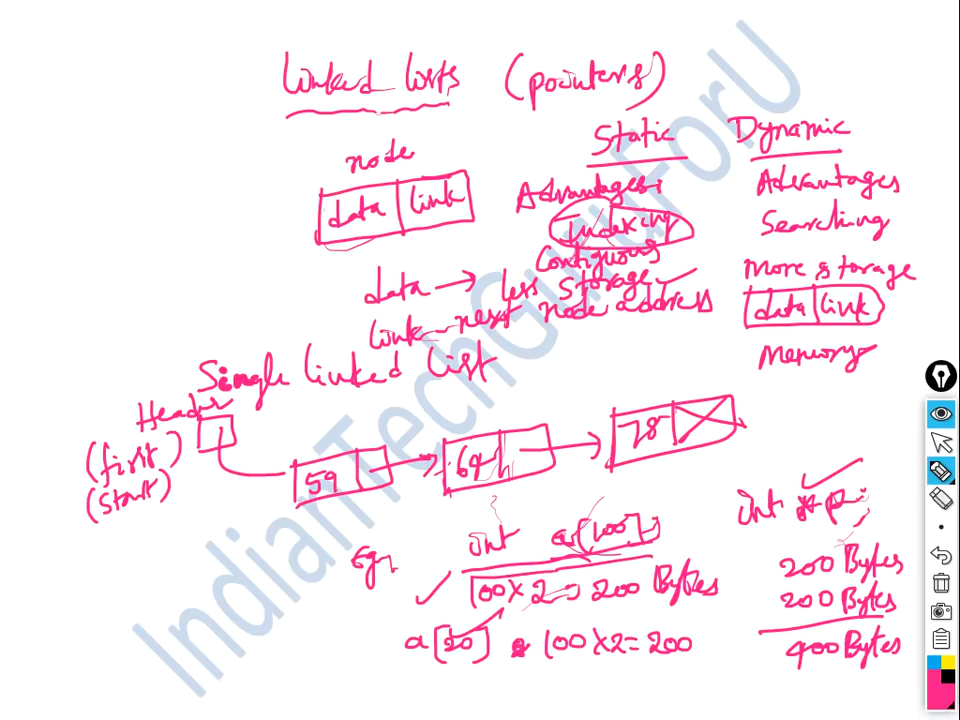 Linked Lists (pointers)
node
data link
data → less storage
link - next node address
Static
Advantages:
Indexing
Contiguous
Dynamic
Advantages
Searching
More storage
data link
Memory
Single linked list
Header
(first)
(start)
59
64
78
Eg:
int a[100];
100 x 2 = 200 Bytes
a[20] 100 x 2 = 200
int *p;
200 Bytes
200 Bytes
400 Bytes
IndianTechGuruForU